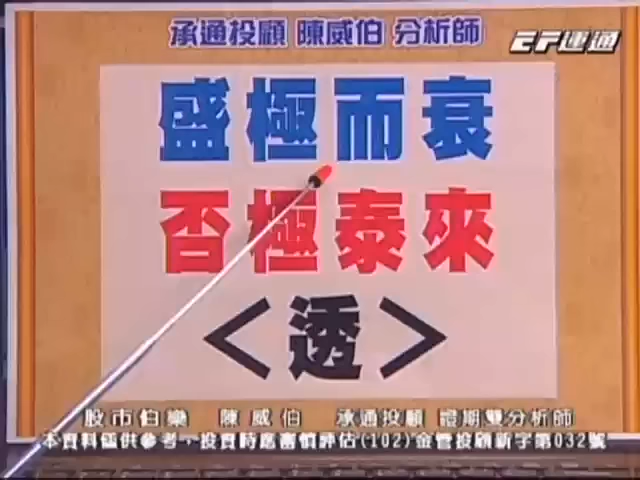 承通投顧 陳威伯 分析師
EF運通
盛極而衰
否極泰來
＜透＞
股市伯樂 陳威伯 承通投顧 證期雙分析師
本資料僅供參考，投資時應審慎評估(102)金管投顧新字第032號